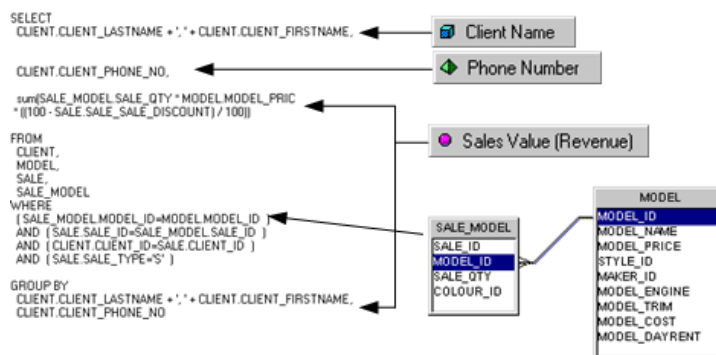 SELECT
CLIENT.CLIENT_LASTNAME + ', ' + CLIENT.CLIENT_FIRSTNAME,
Client Name
CLIENT.CLIENT_PHONE_NO,
Phone Number
sum(SALE_MODEL.SALE_QTY * MODEL.MODEL_PRIC
* ((100 - SALE.SALE_SALE_DISCOUNT) / 100))
Sales Value (Revenue)
FROM
CLIENT,
MODEL,
SALE,
SALE_MODEL
WHERE
( SALE_MODEL.MODEL_ID=MODEL.MODEL_ID )
AND ( SALE.SALE_ID=SALE_MODEL.SALE_ID )
AND ( CLIENT.CLIENT_ID=SALE.CLIENT_ID )
AND ( SALE.SALE_TYPE='S' )
GROUP BY
CLIENT.CLIENT_LASTNAME + ', ' + CLIENT.CLIENT_FIRSTNAME,
CLIENT.CLIENT_PHONE_NO
SALE_MODEL
SALE_ID
MODEL_ID
SALE_QTY
COLOUR_ID
MODEL
MODEL_ID
MODEL_NAME
MODEL_PRICE
STYLE_ID
MAKER_ID
MODEL_ENGINE
MODEL_TRIM
MODEL_COST
MODEL_DAYRENT